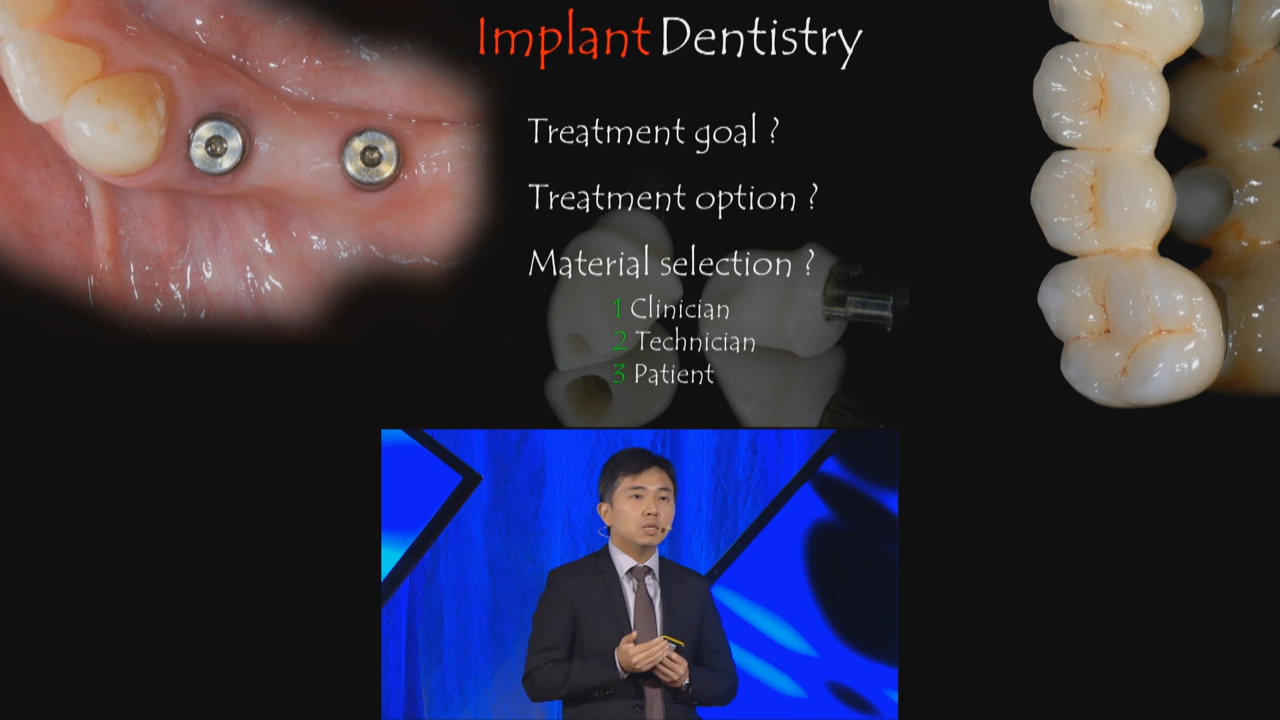 Implant Dentistry
Treatment goal ?
Treatment option ?
Material selection ?
1 Clinician
2 Technician
3 Patient